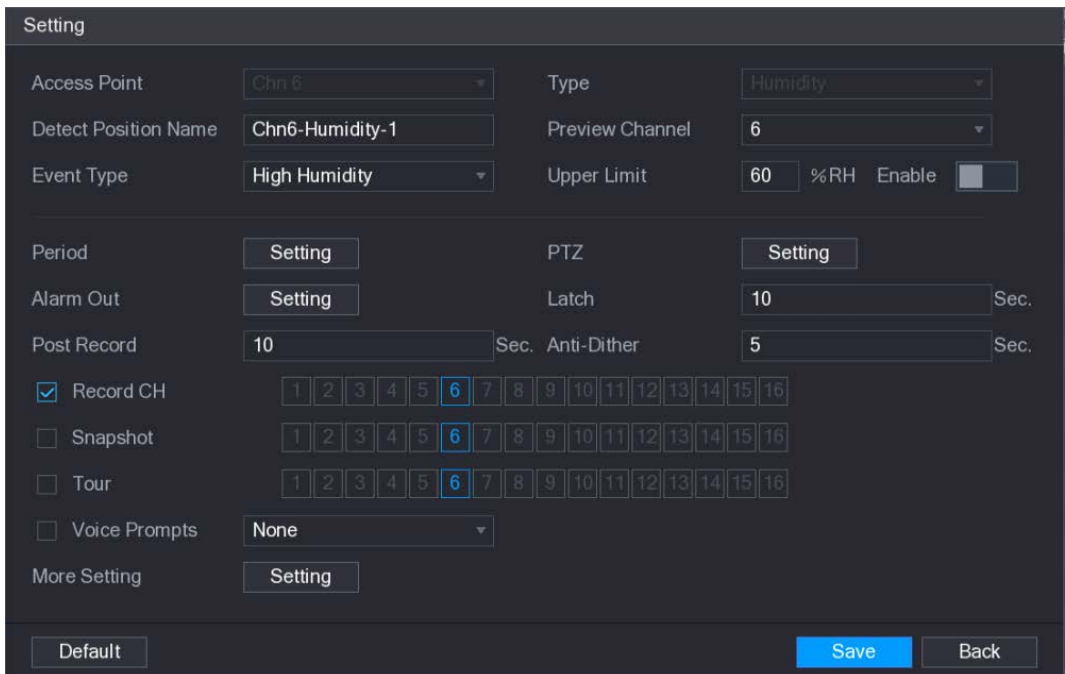 Setting
Access Point Chn 6 Type Humidity
Detect Position Name Chn6-Humidity-1 Preview Channel 6
Event Type High Humidity Upper Limit 60 %RH Enable
Period Setting PTZ Setting
Alarm Out Setting Latch 10 Sec.
Post Record 10 Sec. Anti-Dither 5 Sec.
Record CH 1 2 3 4 5 6 7 8 9 10 11 12 13 14 15 16
Snapshot 1 2 3 4 5 6 7 8 9 10 11 12 13 14 15 16
Tour 1 2 3 4 5 6 7 8 9 10 11 12 13 14 15 16
Voice Prompts None
More Setting Setting
Default Save Back